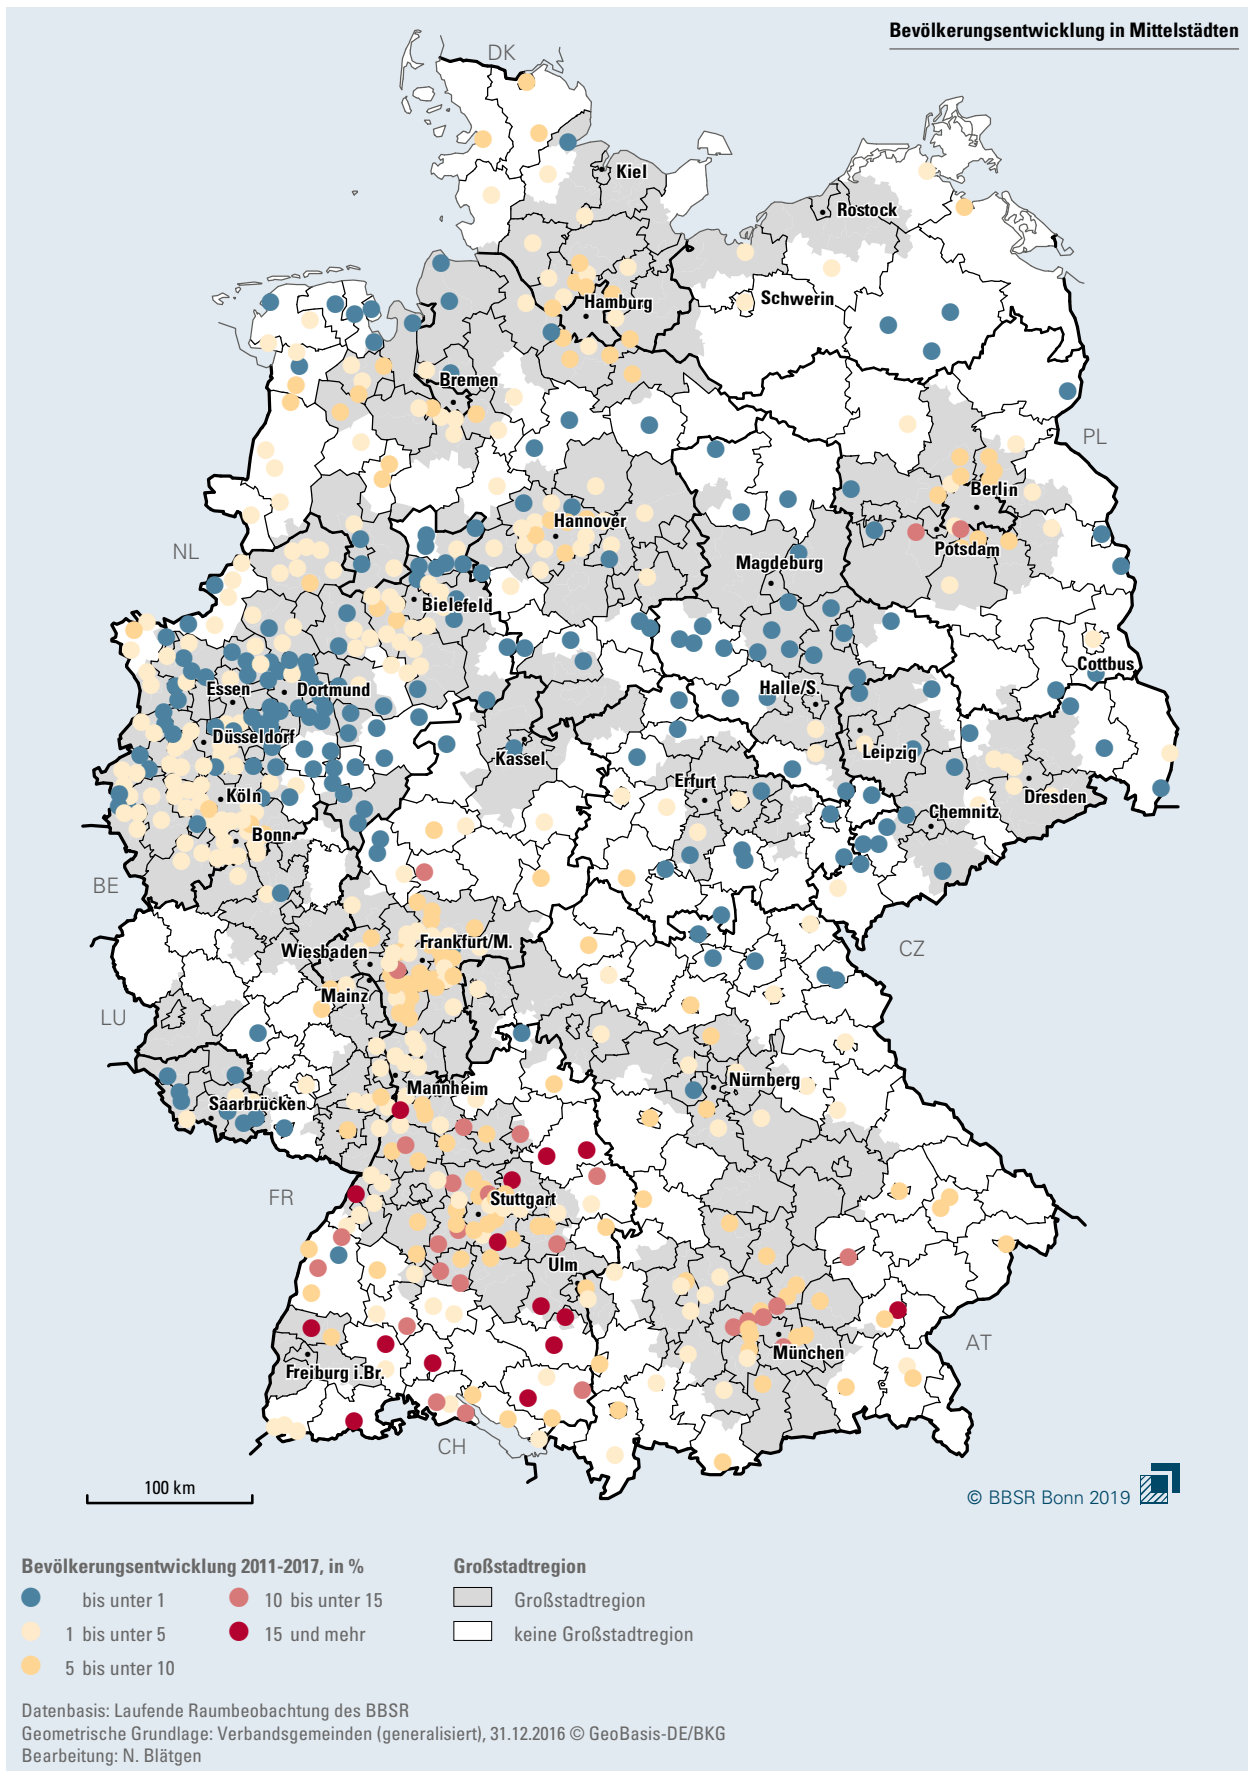 Bevölkerungsentwicklung in Mittelstädten
DK
Kiel
Rostock
Schwerin
Hamburg
Bremen
PL
Berlin
Hannover
Potsdam
NL
Magdeburg
Bielefeld
Cottbus
Essen
Dortmund
Halle/S.
Düsseldorf
Leipzig
Kassel
Erfurt
Köln
Dresden
Chemnitz
Bonn
BE
Frankfurt/M.
Wiesbaden
CZ
Mainz
LU
Nürnberg
Mannheim
Saarbrücken
FR
Stuttgart
Ulm
AT
München
Freiburg i.Br.
CH
100 km
© BBSR Bonn 2019
Bevölkerungsentwicklung 2011-2017, in %
bis unter 1
1 bis unter 5
5 bis unter 10
10 bis unter 15
15 und mehr
Großstadtregion
Großstadtregion
keine Großstadtregion
Datenbasis: Laufende Raumbeobachtung des BBSR
Geometrische Grundlage: Verbandsgemeinden (generalisiert), 31.12.2016 © GeoBasis-DE/BKG
Bearbeitung: N. Blätgen